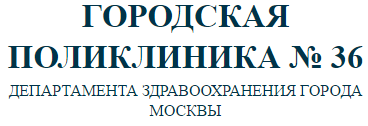 ГОРОДСКАЯ
ПОЛИКЛИНИКА № 36
ДЕПАРТАМЕНТА ЗДРАВООХРАНЕНИЯ ГОРОДА
МОСКВЫ